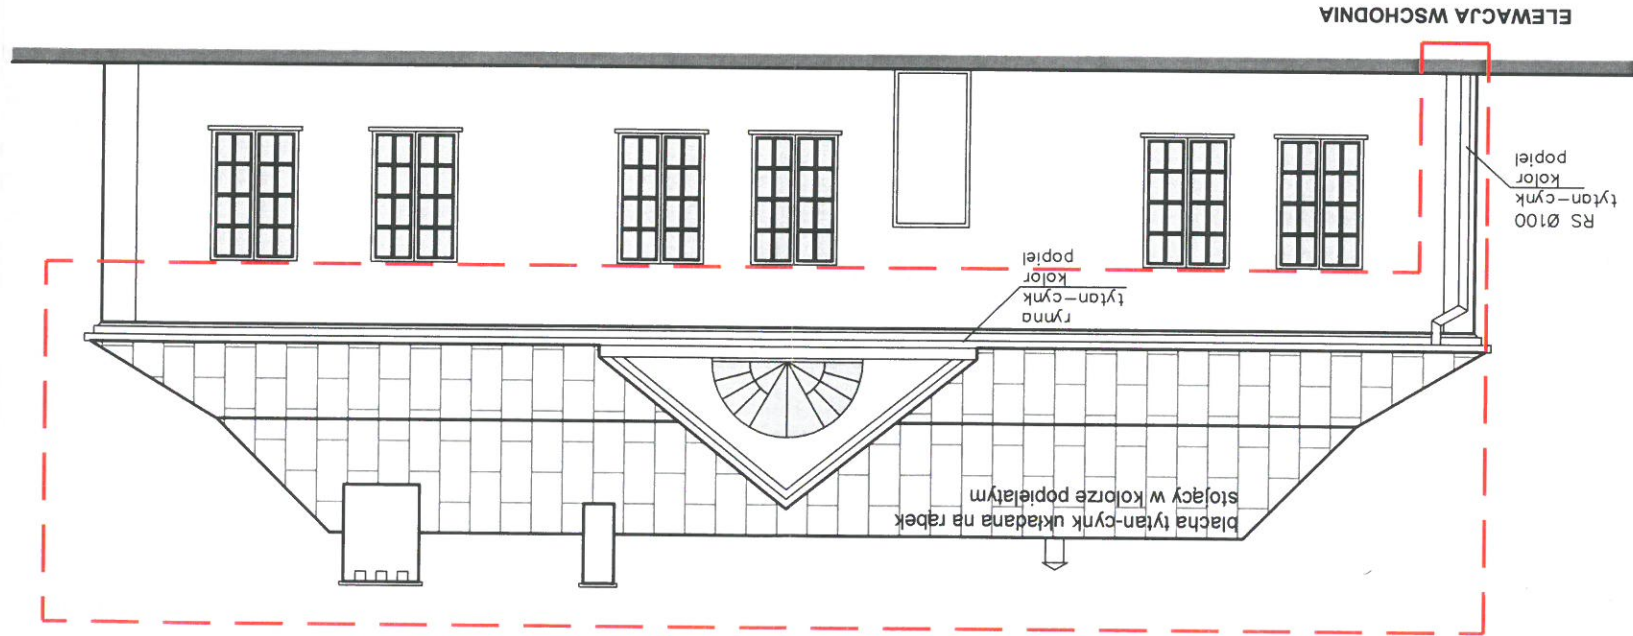 blacha tytan-cynk układana na rąbek
stojący w kolorze popielatym
rynna
tytan-cynk
kolor
popiel
RS Ø100
tytan-cynk
kolor
popiel
ELEWACJA WSCHODNIA